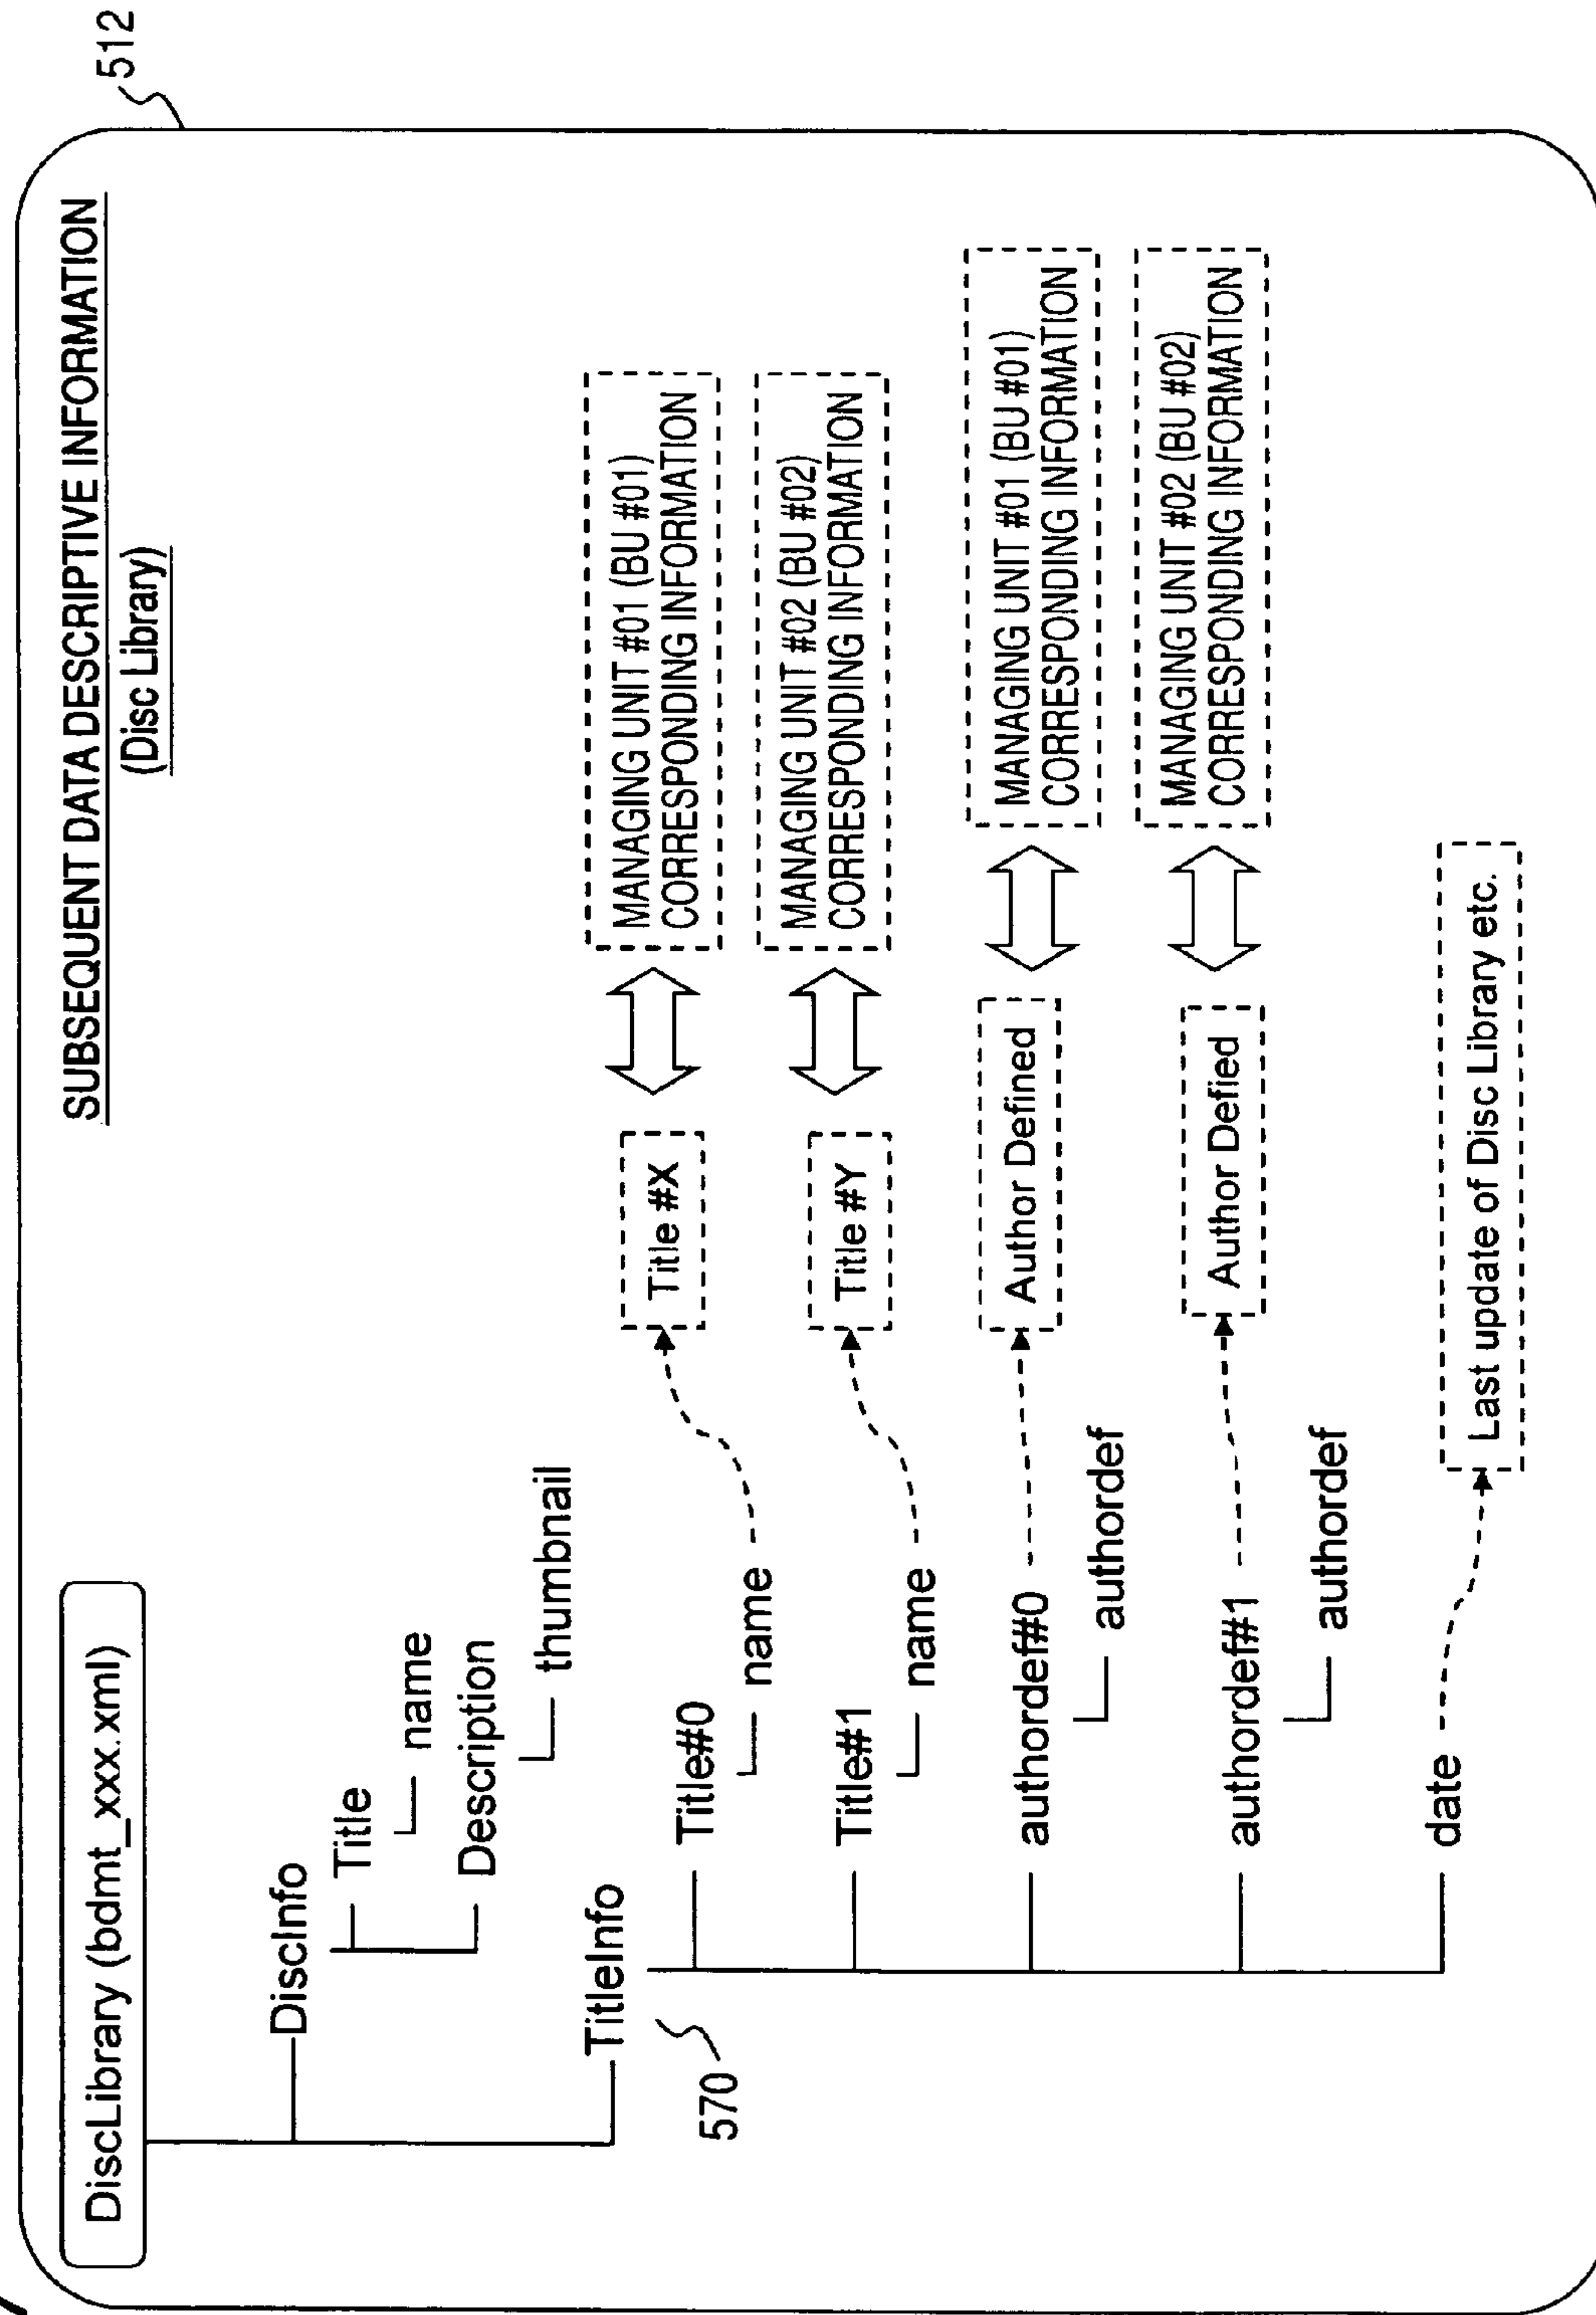 512
SUBSEQUENT DATA DESCRIPTIVE INFORMATION
(Disc Library)
DiscLibrary (bdmt_xxx.xml)
DiscInfo
Title
name
Description
thumbnail
TitleInfo
570
Title#0
name
Title #X
MANAGING UNIT #01 (BU #01)
CORRESPONDING INFORMATION
Title#1
name
Title #Y
MANAGING UNIT #02 (BU #02)
CORRESPONDING INFORMATION
authordef#0
authordef
Author Defined
MANAGING UNIT #01 (BU #01)
CORRESPONDING INFORMATION
authordef#1
authordef
Author Defied
MANAGING UNIT #02 (BU #02)
CORRESPONDING INFORMATION
date
Last update of Disc Library etc.